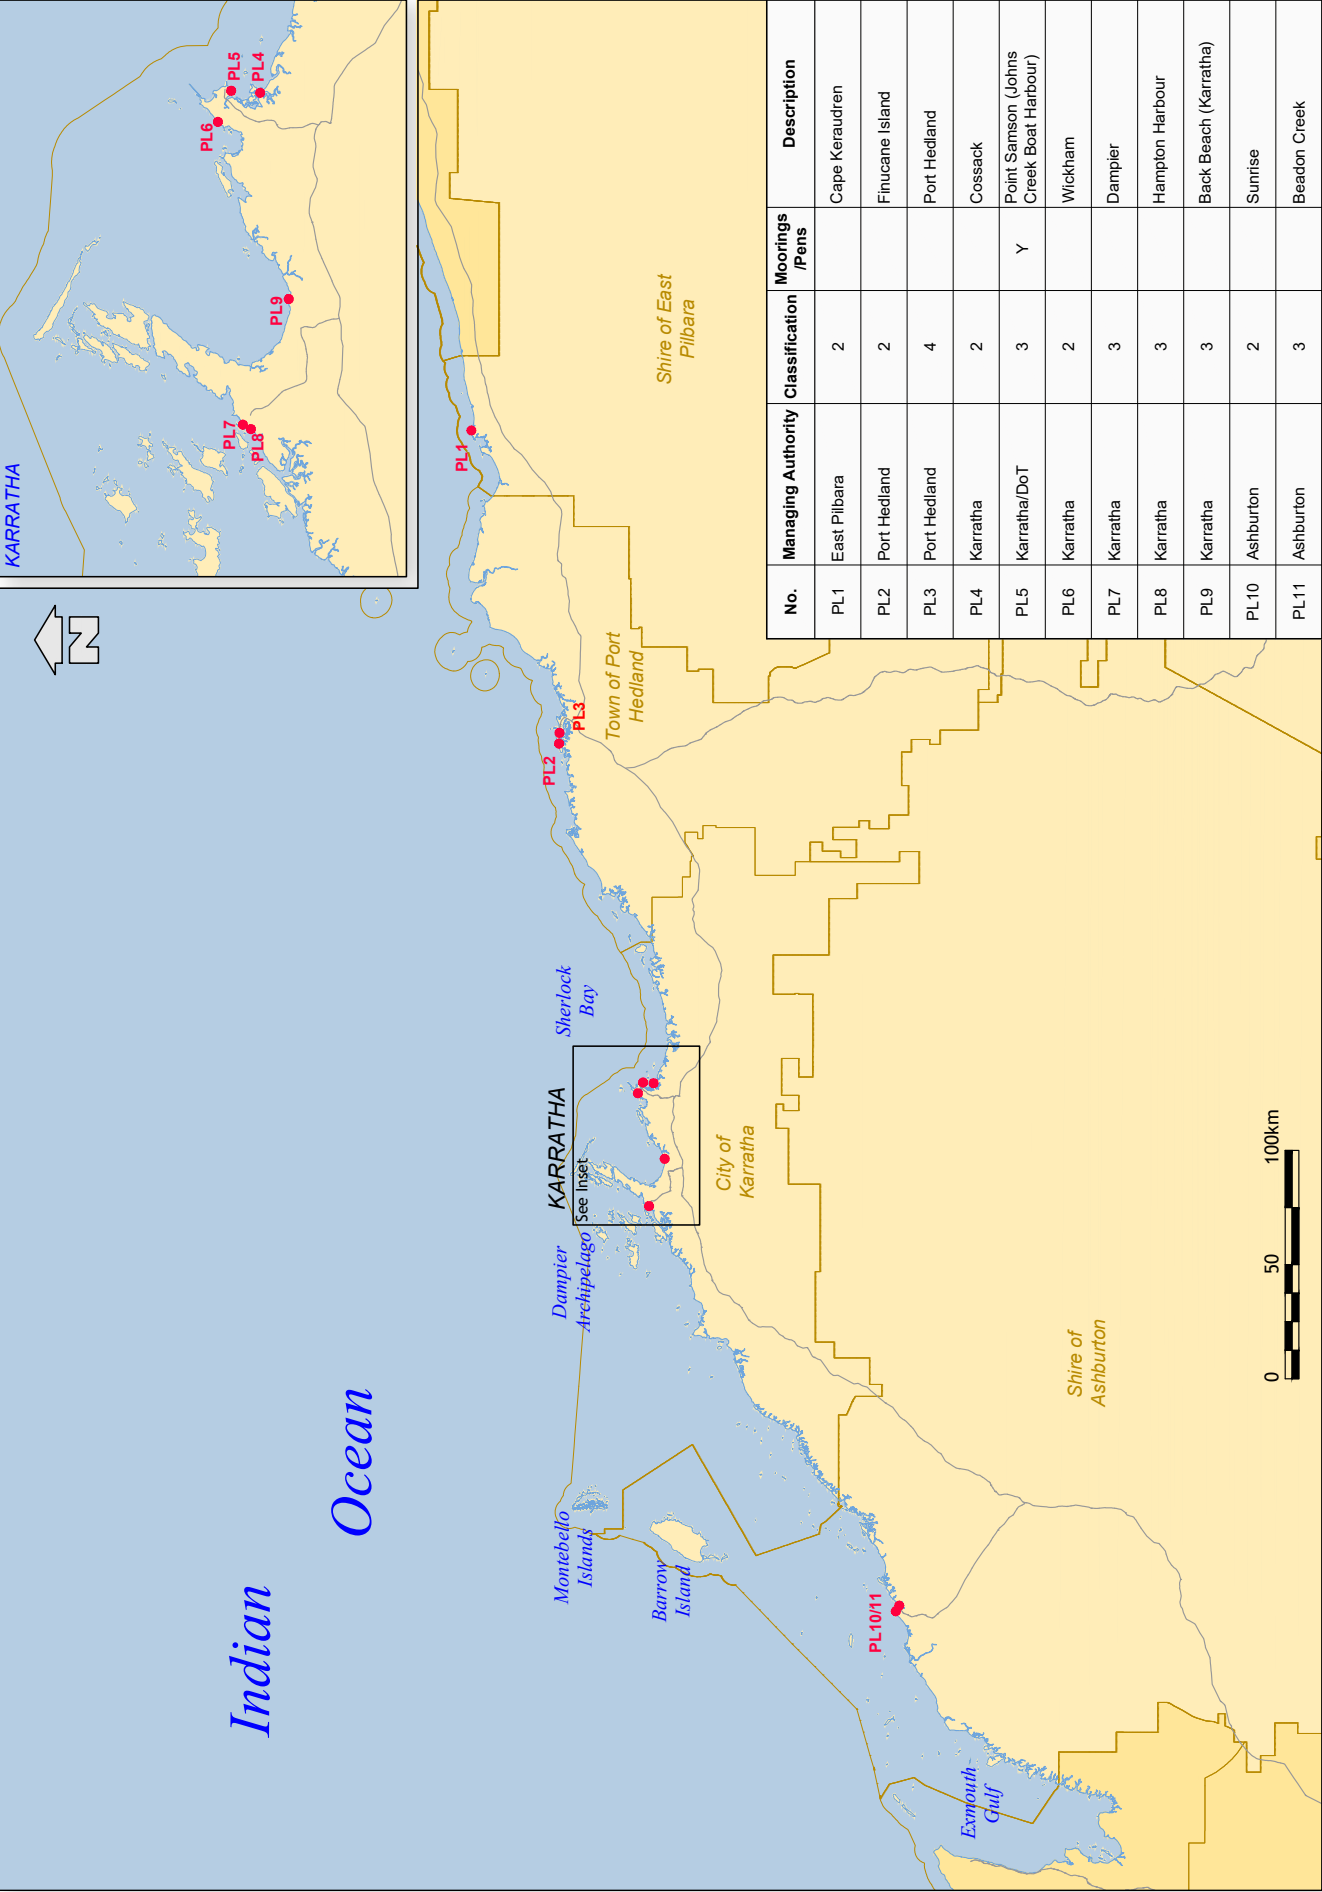 KARRATHA
PL5
PL4
PL6
PL9
PL7
PL8
N
Indian
Ocean
Montebello
Islands
Barrow
Island
Exmouth
Gulf
Dampier
Archipelago
KARRATHA
See Inset
Sherlock
Bay
PL1
PL2
PL3
PL10/11
Shire of East
Pilbara
Town of Port
Hedland
City of
Karratha
Shire of
Ashburton
0 50 100km
No. Managing Authority Classification Moorings /Pens Description
PL1 East Pilbara 2 Cape Keraudren
PL2 Port Hedland 2 Finucane Island
PL3 Port Hedland 4 Port Hedland
PL4 Karratha 2 Cossack
PL5 Karratha/DoT 3 Y Point Samson (Johns
Creek Boat Harbour)
PL6 Karratha 2 Wickham
PL7 Karratha 3 Dampier
PL8 Karratha 3 Hampton Harbour
PL9 Karratha 3 Back Beach (Karratha)
PL10 Ashburton 2 Sunrise
PL11 Ashburton 3 Beadon Creek